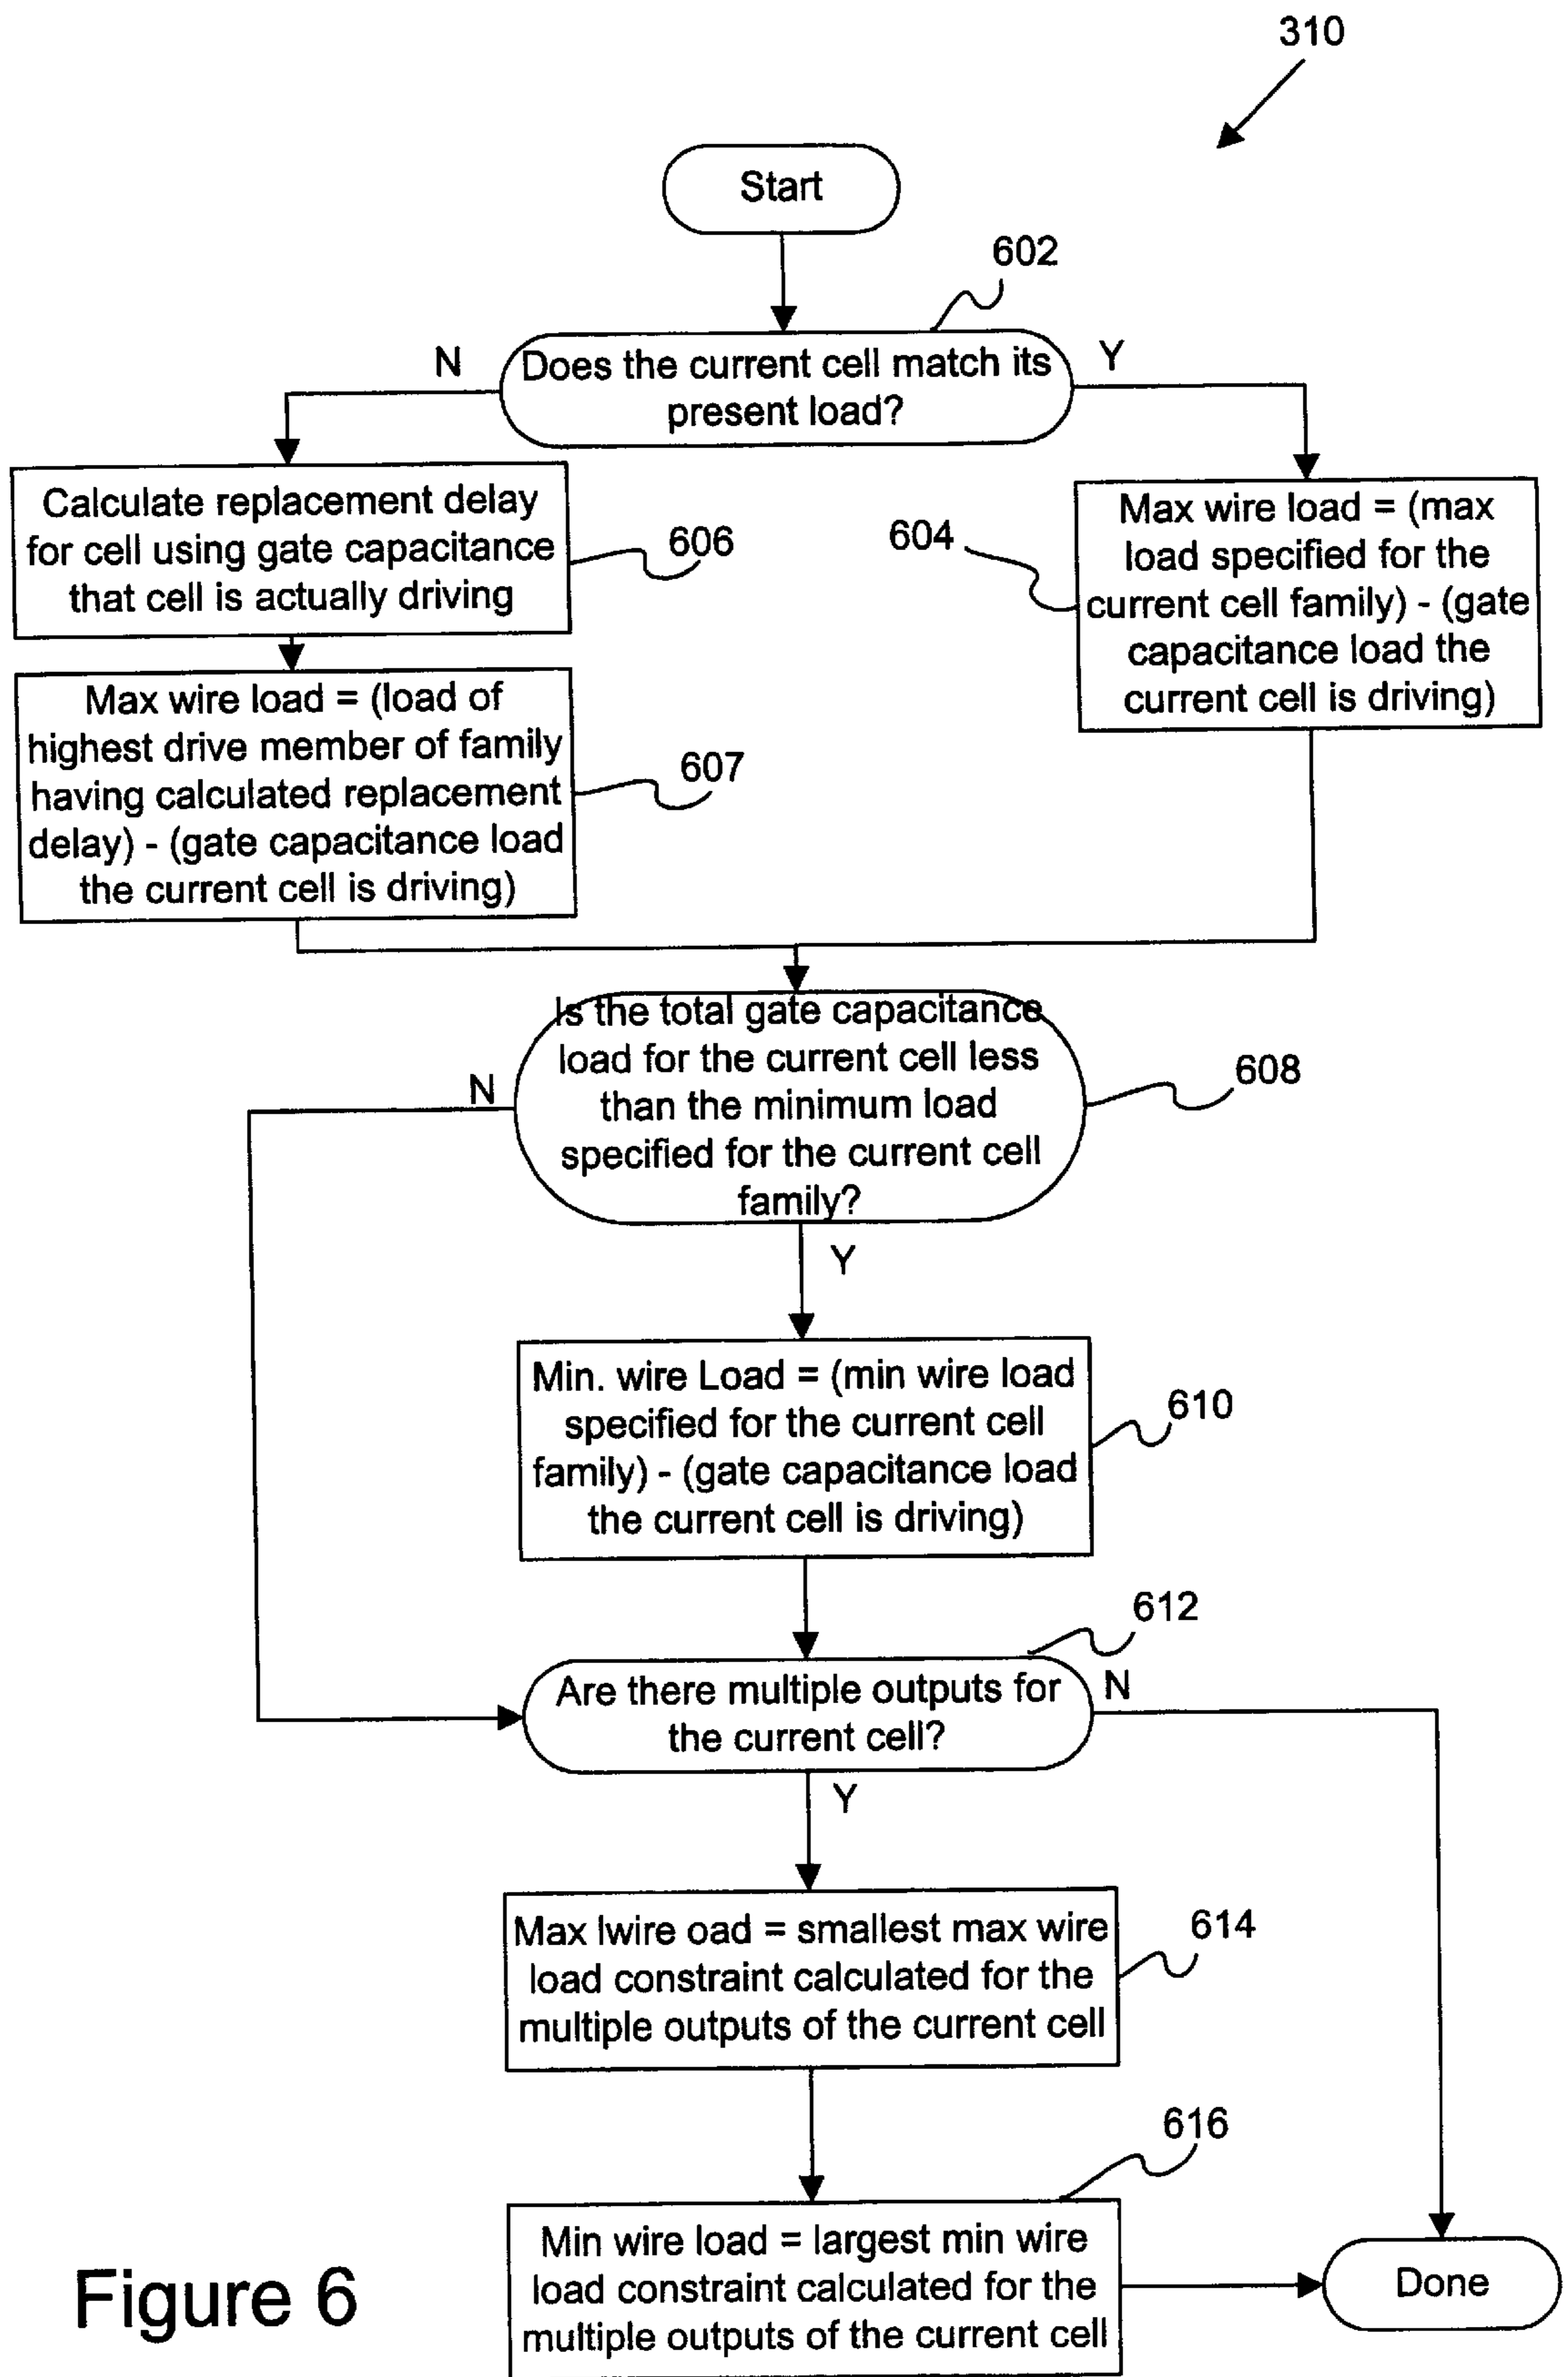 310
Start
602
N
Does the current cell match its
present load?
Y
Calculate replacement delay
for cell using gate capacitance
that cell is actually driving
606
604
Max wire load = (max
load specified for the
current cell family) - (gate
capacitance load the
current cell is driving)
Max wire load = (load of
highest drive member of family
having calculated replacement
delay) - (gate capacitance load
the current cell is driving)
607
Is the total gate capacitance
load for the current cell less
than the minimum load
specified for the current cell
family?
N
608
Y
Min. wire Load = (min wire load
specified for the current cell
family) - (gate capacitance load
the current cell is driving)
610
612
Are there multiple outputs for
the current cell?
N
Y
Max lwire oad = smallest max wire
load constraint calculated for the
multiple outputs of the current cell
614
616
Min wire load = largest min wire
load constraint calculated for the
multiple outputs of the current cell
Done
Figure 6